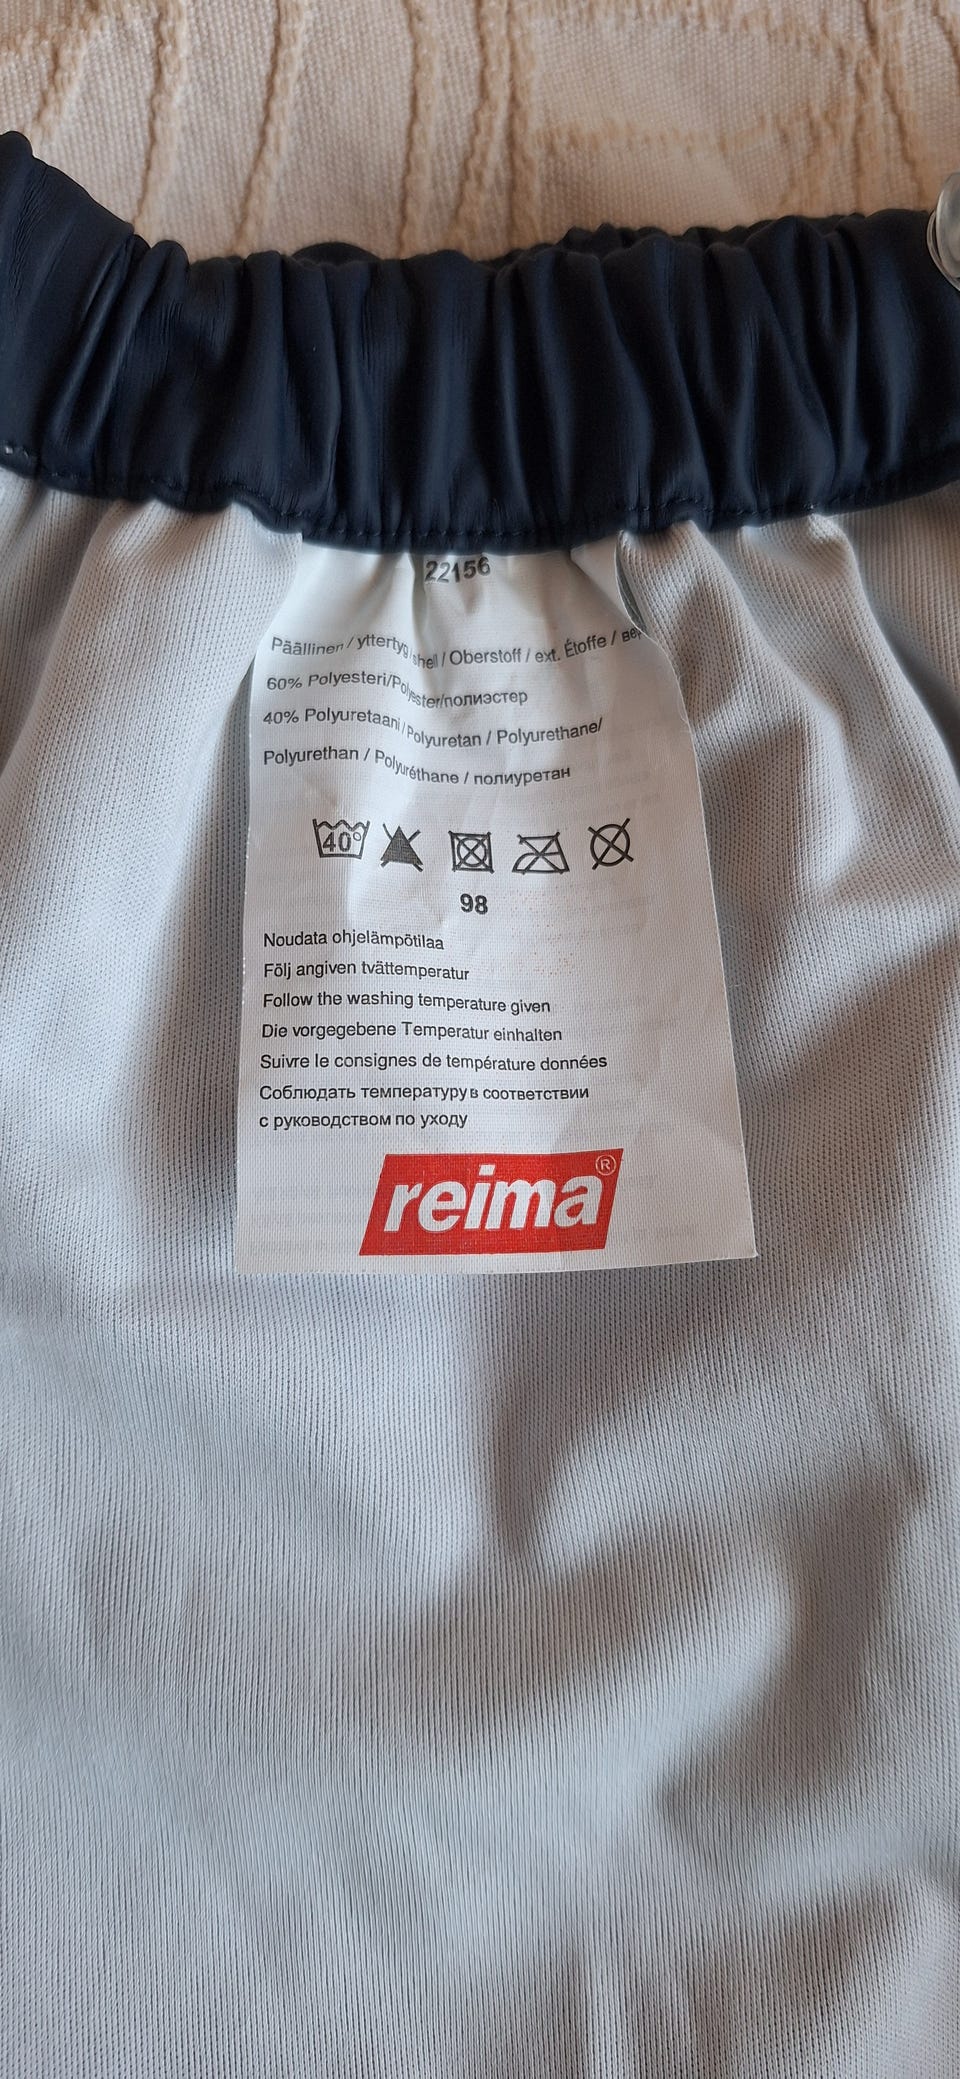 22156
Päällinen / yttertyg shell / Oberstoff / ext. Étoffe /
60% Polyesteri/Polyester/полиэстер
40% Polyuretaani / Polyuretan / Polyurethane/
Polyurethan / Polyuréthane / полиуретан
40°
98
Noudata ohjelämpötilaa
Följ angiven tvättemperatur
Follow the washing temperature given
Die vorgegebene Temperatur einhalten
Suivre le consignes de température données
Соблюдать температуру в соответствии
с руководством по уходу
reima®